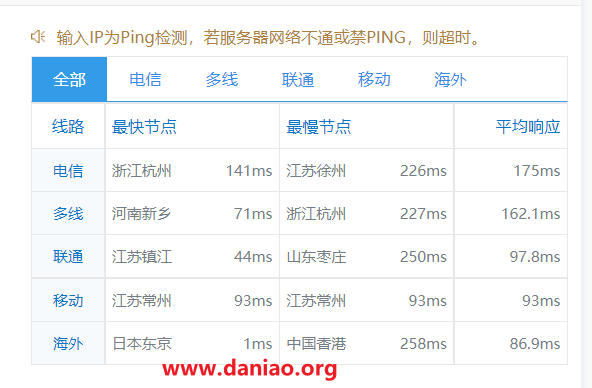 输入IP为Ping检测，若服务器网络不通或禁PING，则超时。
全部 电信 多线 联通 移动 海外
线路 最快节点 最慢节点 平均响应
电信 浙江杭州 141ms 江苏徐州 226ms 175ms
多线 河南新乡 71ms 浙江杭州 227ms 162.1ms
联通 江苏镇江 44ms 山东枣庄 250ms 97.8ms
移动 江苏常州 93ms 江苏常州 93ms 93ms
海外 日本东京 1ms 中国香港 258ms 86.9ms
www.daniao.org